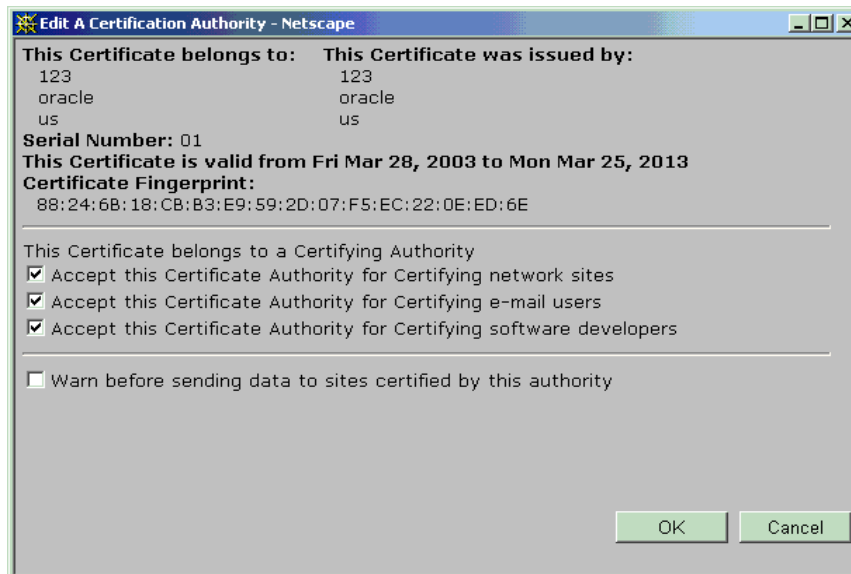 Edit A Certification Authority - Netscape
This Certificate belongs to: This Certificate was issued by:
123 123
oracle oracle
us us
Serial Number: 01
This Certificate is valid from Fri Mar 28, 2003 to Mon Mar 25, 2013
Certificate Fingerprint:
88:24:6B:18:CB:B3:E9:59:2D:07:F5:EC:22:0E:ED:6E
This Certificate belongs to a Certifying Authority
Accept this Certificate Authority for Certifying network sites
Accept this Certificate Authority for Certifying e-mail users
Accept this Certificate Authority for Certifying software developers
Warn before sending data to sites certified by this authority
OK Cancel